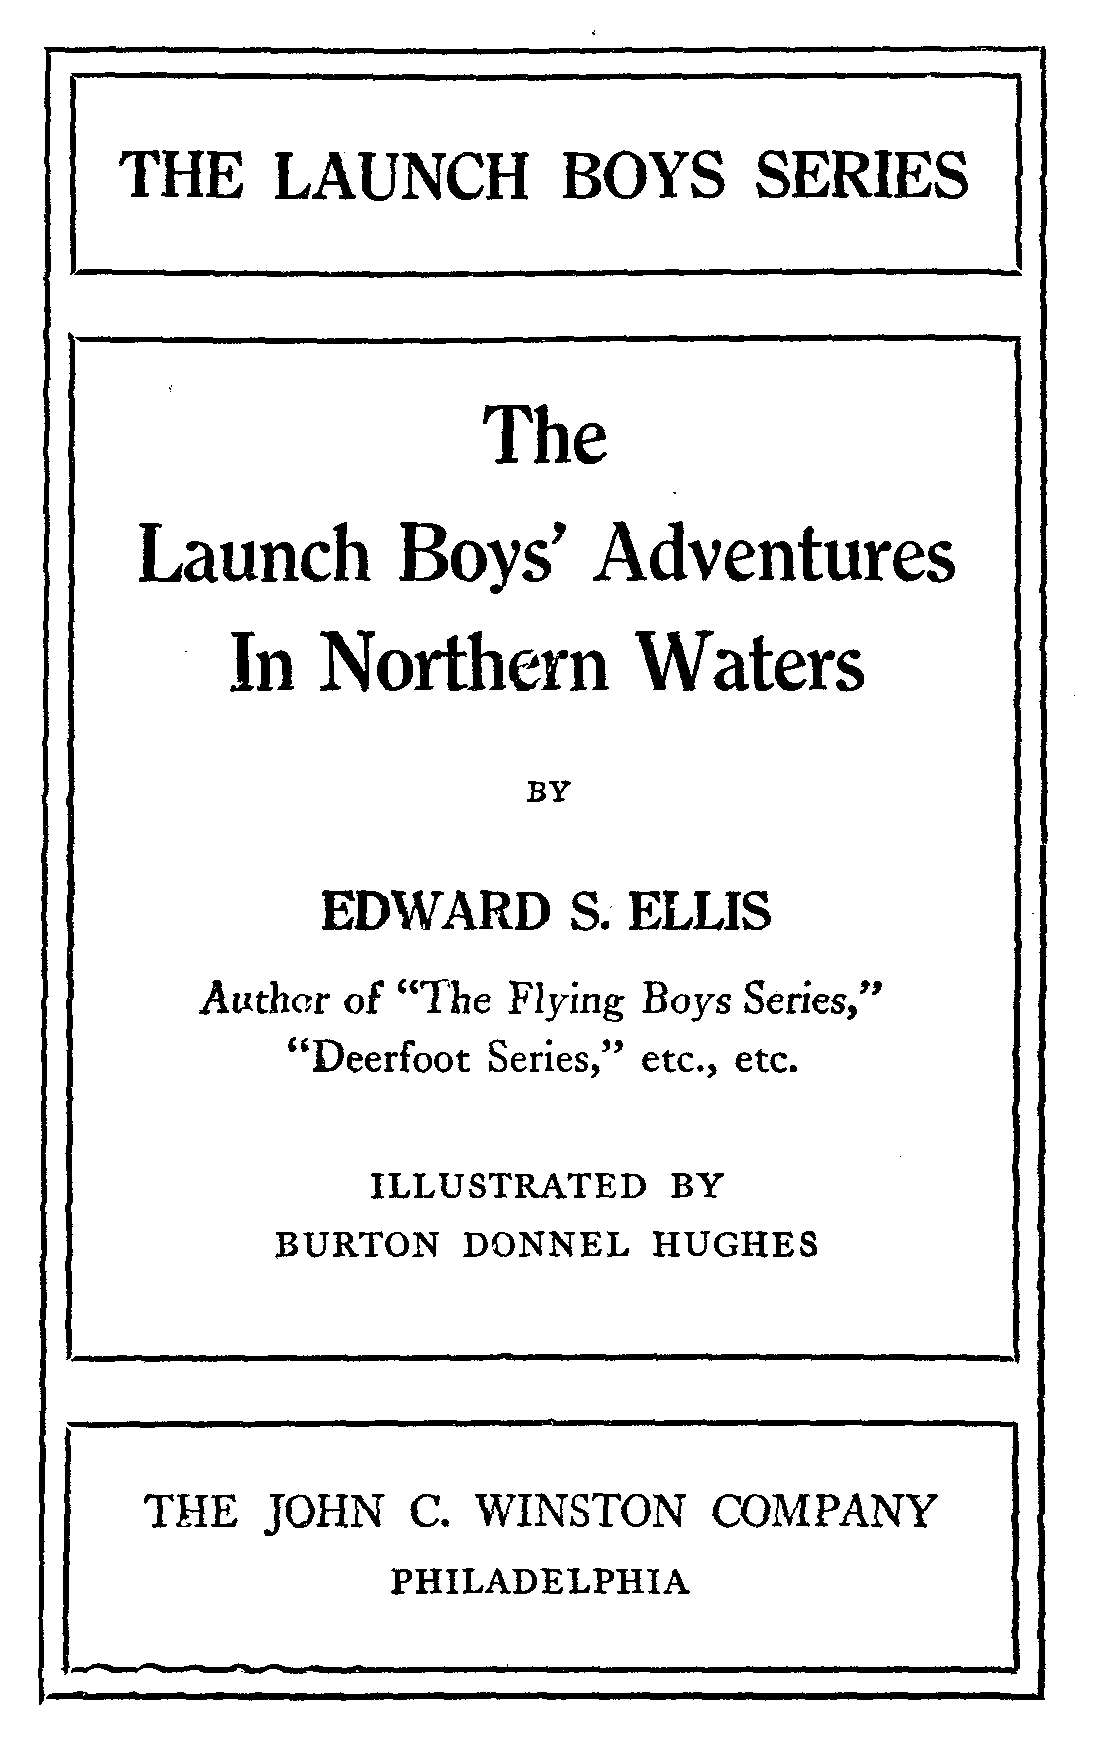 THE LAUNCH BOYS SERIES
The
Launch Boys’ Adventures
In Northern Waters
BY
EDWARD S. ELLIS
Author of “The Flying Boys Series,”
“Deerfoot Series,” etc., etc.
ILLUSTRATED BY
BURTON DONNEL HUGHES
THE JOHN C. WINSTON COMPANY
PHILADELPHIA